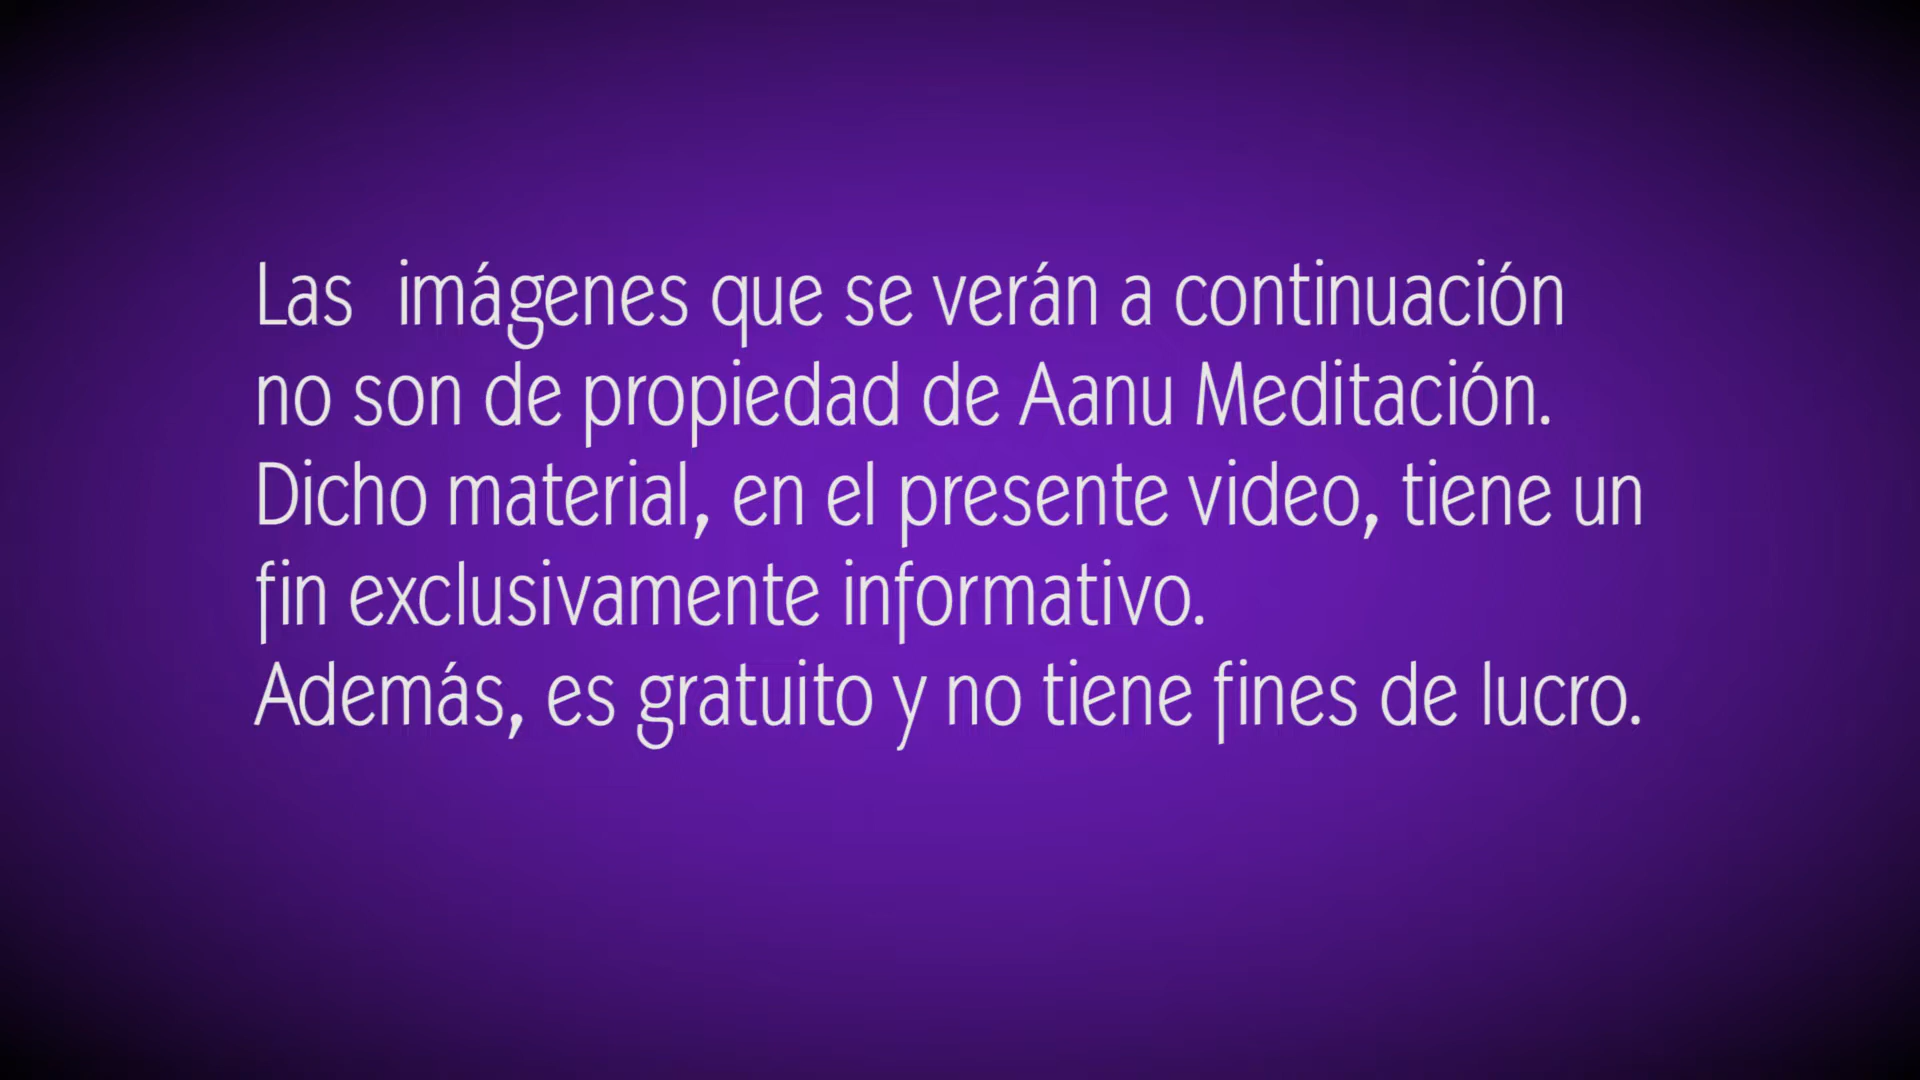 Las imágenes que se verán a continuación
no son de propiedad de Aanu Meditación.
Dicho material, en el presente video, tiene un
fin exclusivamente informativo.
Además, es gratuito y no tiene fines de lucro.